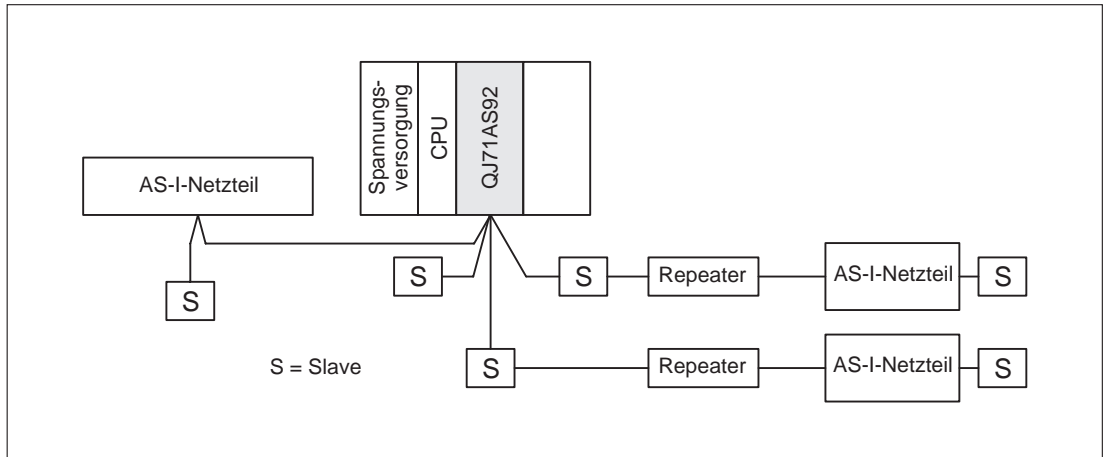 Spannungs-
versorgung
CPU
QJ71AS92
AS-I-Netzteil
S
S
S
Repeater
AS-I-Netzteil
S
S = Slave
S
Repeater
AS-I-Netzteil
S